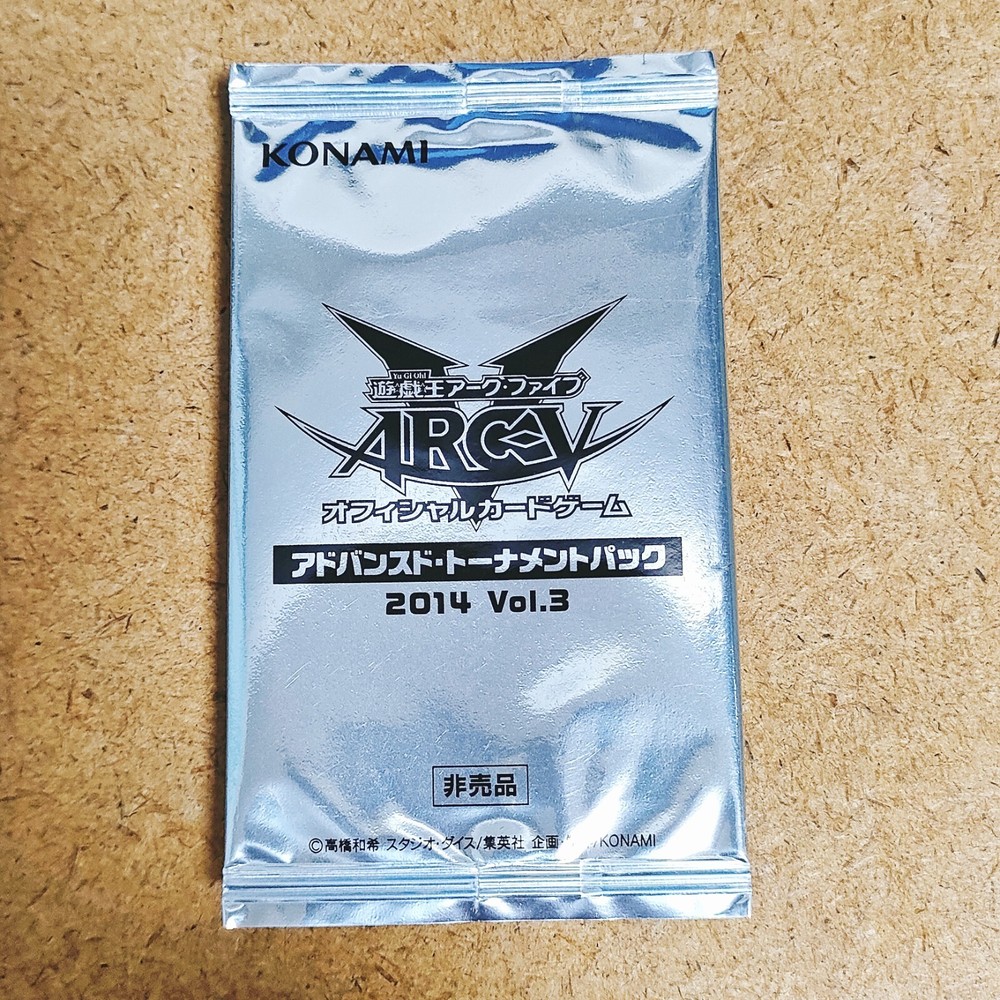 KONAMI
Yu Gi Oh!
遊戯王アーク・ファイブ
ARC-V
オフィシャルカードゲーム
アドバンスド・トーナメントパック
2014 Vol.3
非売品
©高橋和希 スタジオ・ダイス/集英社 企画・ /KONAMI